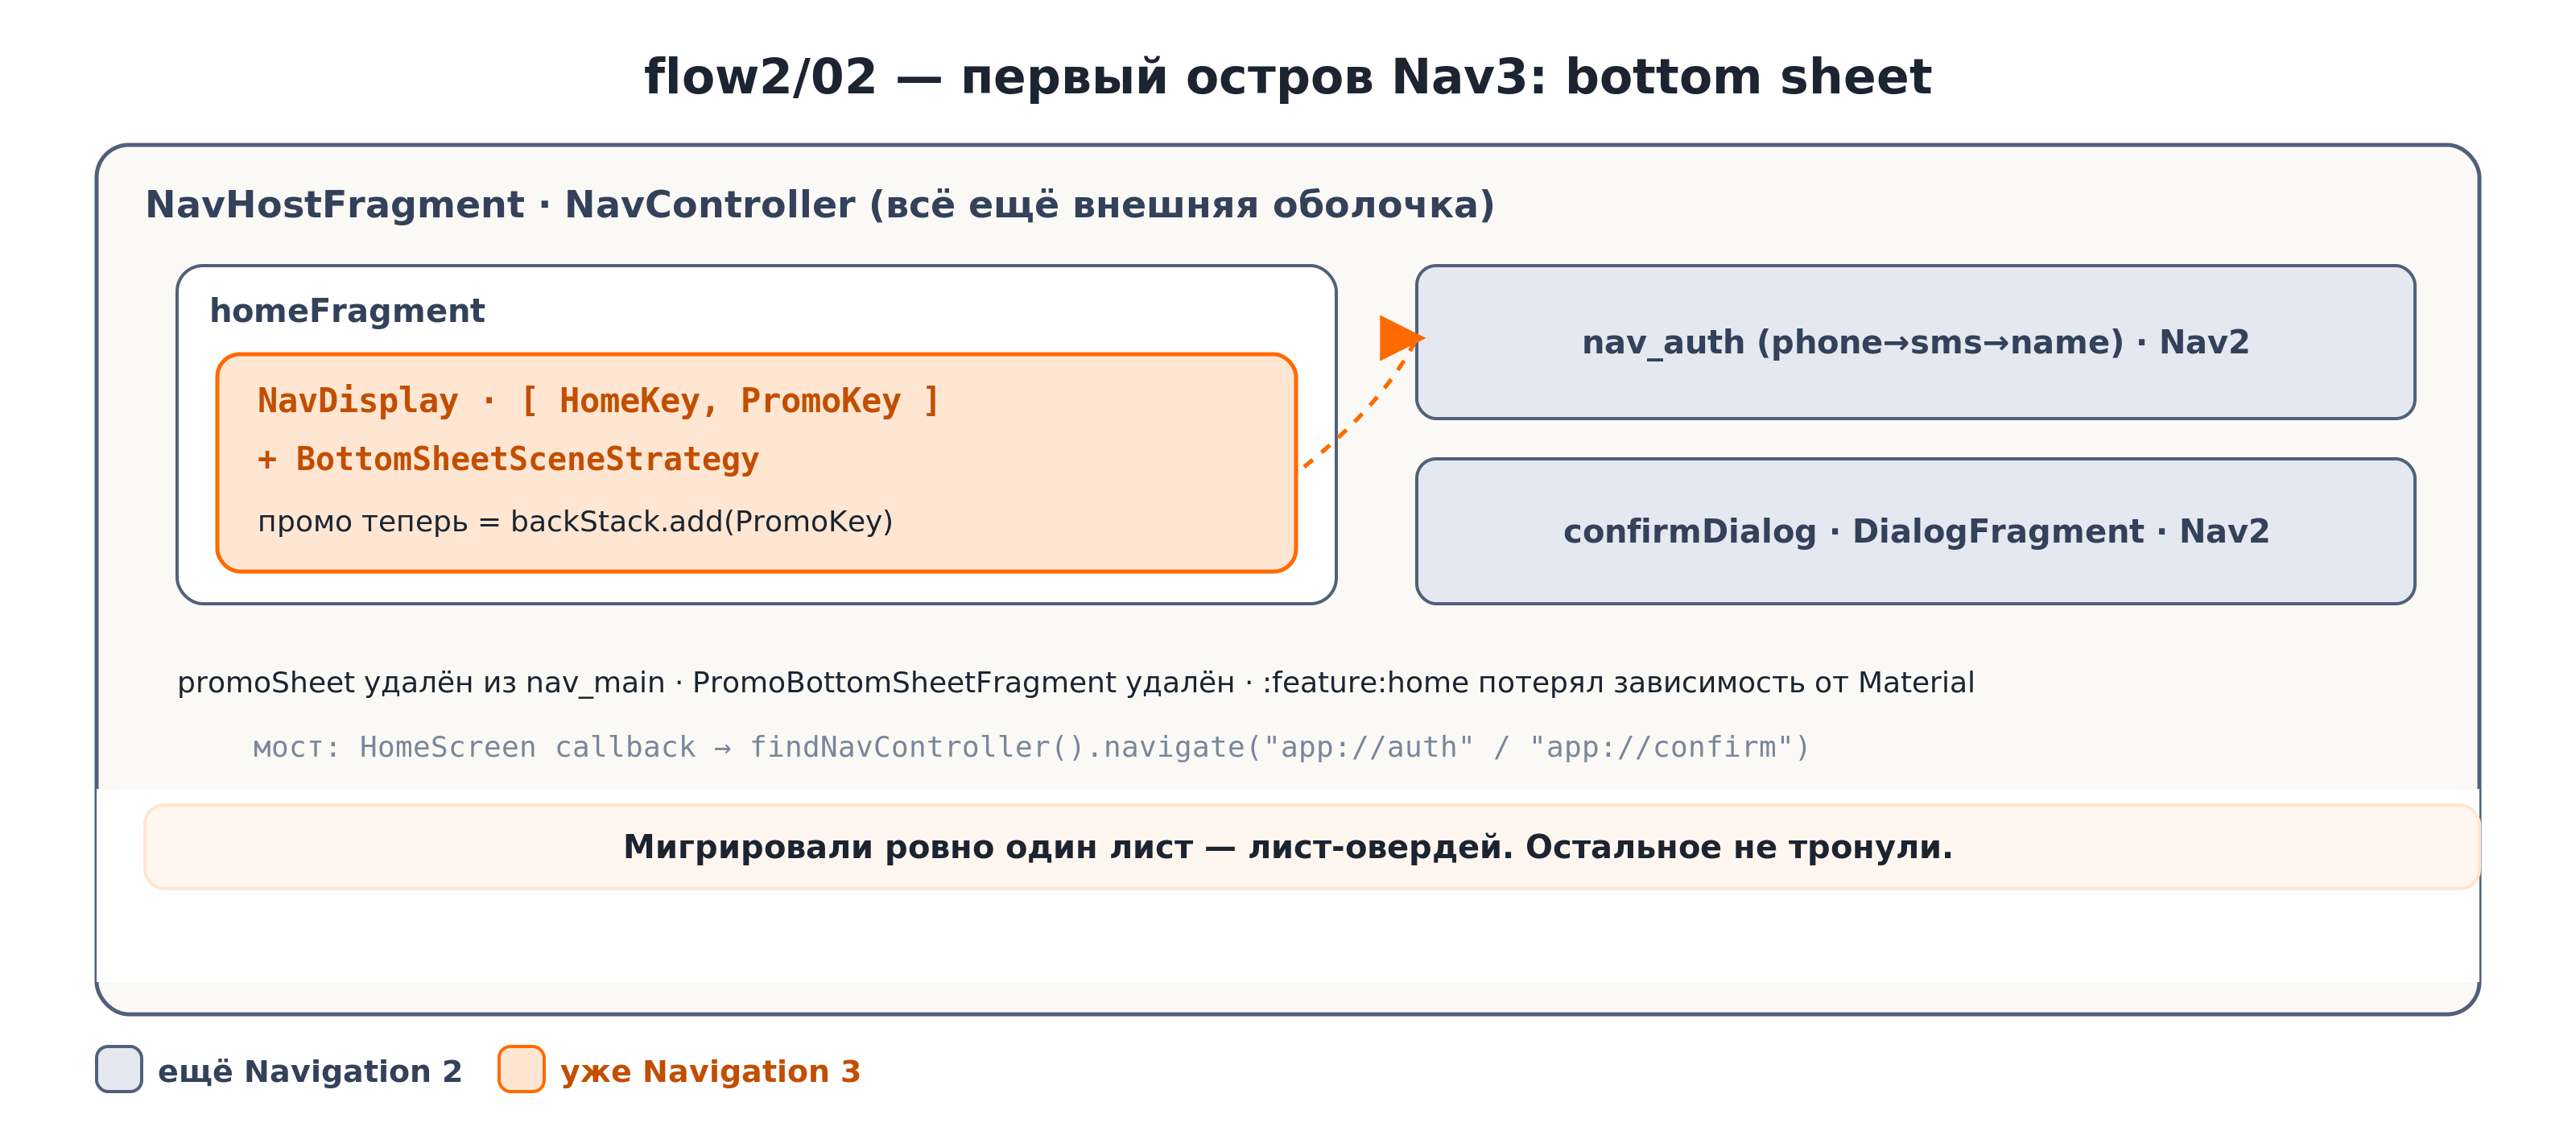 flow2/02 — первый остров Nav3: bottom sheet
NavHostFragment · NavController (всё ещё внешняя оболочка)
homeFragment
NavDisplay · [ HomeKey, PromoKey ]
+ BottomSheetSceneStrategy
промо теперь = backStack.add(PromoKey)
nav_auth (phone→sms→name) · Nav2
confirmDialog · DialogFragment · Nav2
promoSheet удалён из nav_main · PromoBottomSheetFragment удалён · :feature:home потерял зависимость от Material
мост: HomeScreen callback → findNavController().navigate("app://auth" / "app://confirm")
Мигрировали ровно один лист — лист-овердей. Остальное не тронули.
ещё Navigation 2
уже Navigation 3